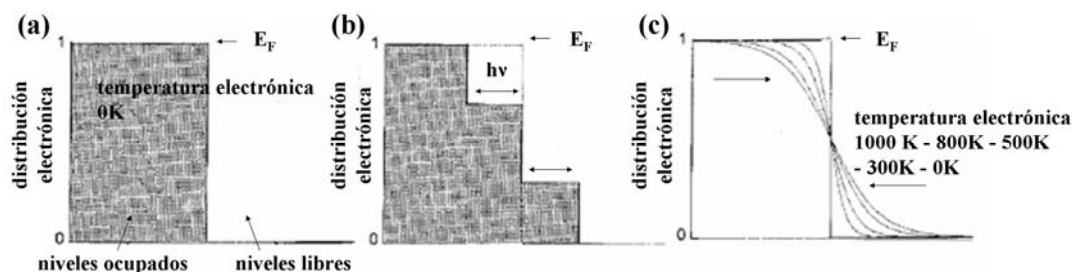 (a)
1
E_F
temperatura electrónica
0K
distribución
electrónica
0
niveles ocupados
niveles libres
(b)
1
E_F
hν
distribución
electrónica
0
(c)
1
E_F
distribución
electrónica
temperatura electrónica
1000 K - 800K - 500K
- 300K - 0K
0